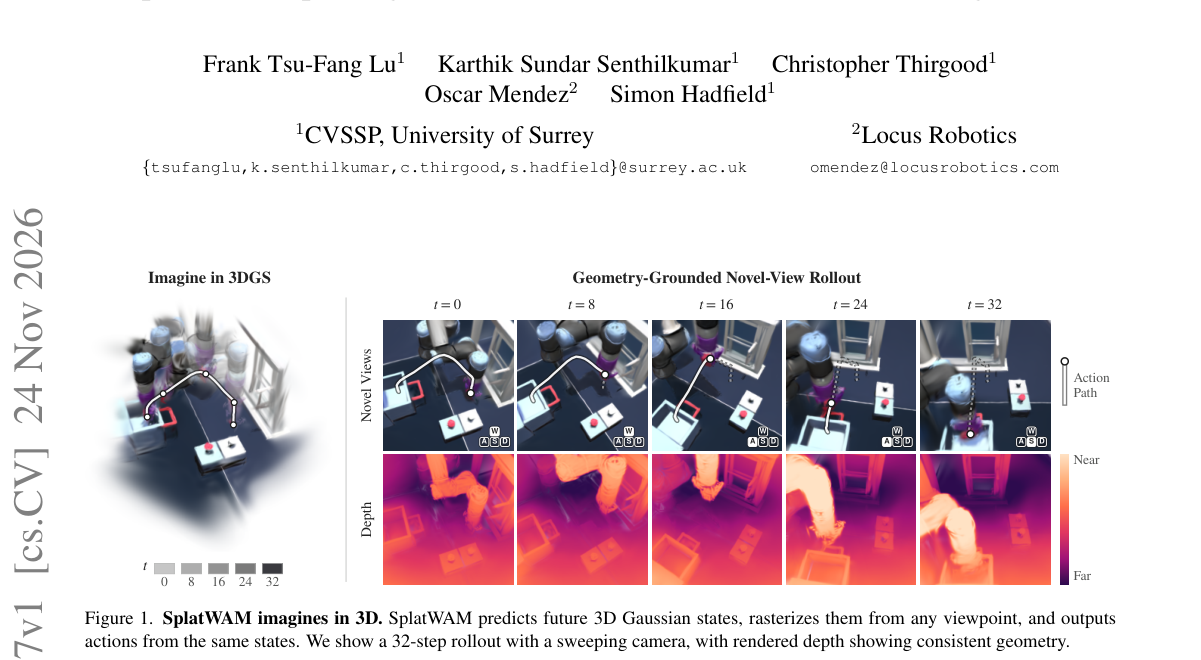 Frank Tsu-Fang Lu1 Karthik Sundar Senthilkumar1 Christopher Thirgood1
Oscar Mendez2 Simon Hadfield1
1CVSSP, University of Surrey 2Locus Robotics
{tsufanglu,k.senthilkumar,c.thirgood,s.hadfield}@surrey.ac.uk omendez@locusrobotics.com
7v1 [cs.CV] 24 Nov 2026
Imagine in 3DGS
t
0 8 16 24 32
Geometry-Grounded Novel-View Rollout
t = 0 t = 8 t = 16 t = 24 t = 32
Novel Views
W W W W W
A S D A S D A S D A S D A S D
Action
Path
Depth
Near
Far
Figure 1. SplatWAM imagines in 3D. SplatWAM predicts future 3D Gaussian states, rasterizes them from any viewpoint, and outputs
actions from the same states. We show a 32-step rollout with a sweeping camera, with rendered depth showing consistent geometry.